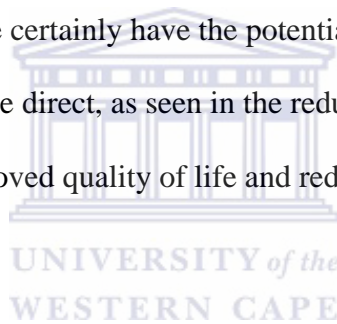 e certainly have the potentia
e direct, as seen in the redu
oved quality of life and red
UNIVERSITY of the
WESTERN CAPE